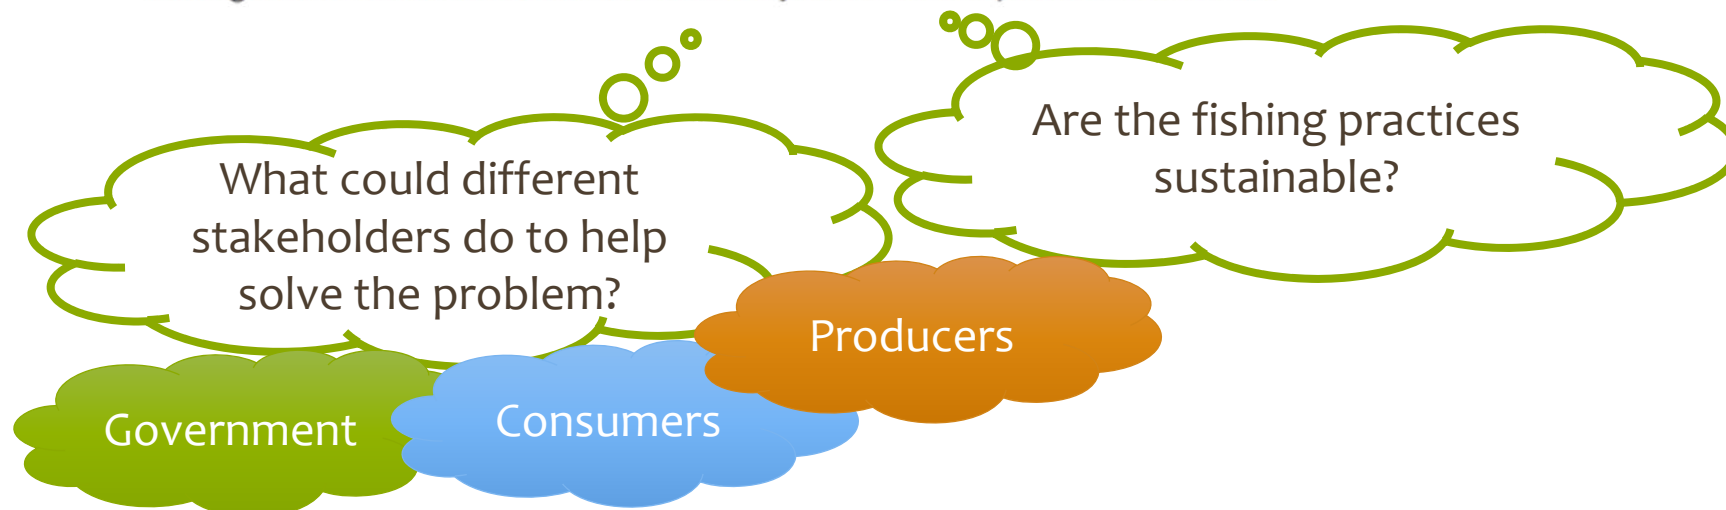 What could different
stakeholders do to help
solve the problem?
Are the fishing practices
sustainable?
Producers
Consumers
Government